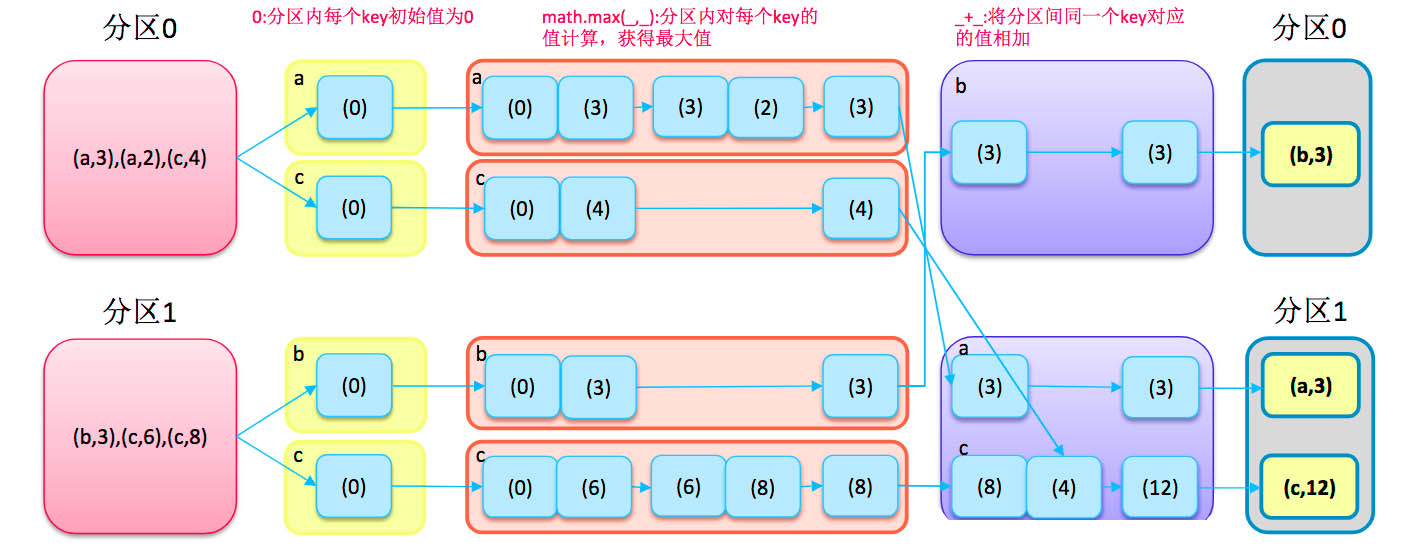 分区0
0:分区内每个key初始值为0
math.max(_,_):分区内对每个key的
值计算，获得最大值
_+_:将分区间同一个key对应
的值相加
分区0
(a,3),(a,2),(c,4)
a
(0)
a
(0)
(3)
(3)
(2)
(3)
c
(0)
c
(0)
(4)
(4)
b
(3)
(3)
(b,3)
分区1
分区1
(b,3),(c,6),(c,8)
b
(0)
b
(0)
(3)
(3)
c
(0)
c
(0)
(6)
(6)
(8)
(8)
a
(3)
(3)
(a,3)
c
(8)
(4)
(12)
(c,12)